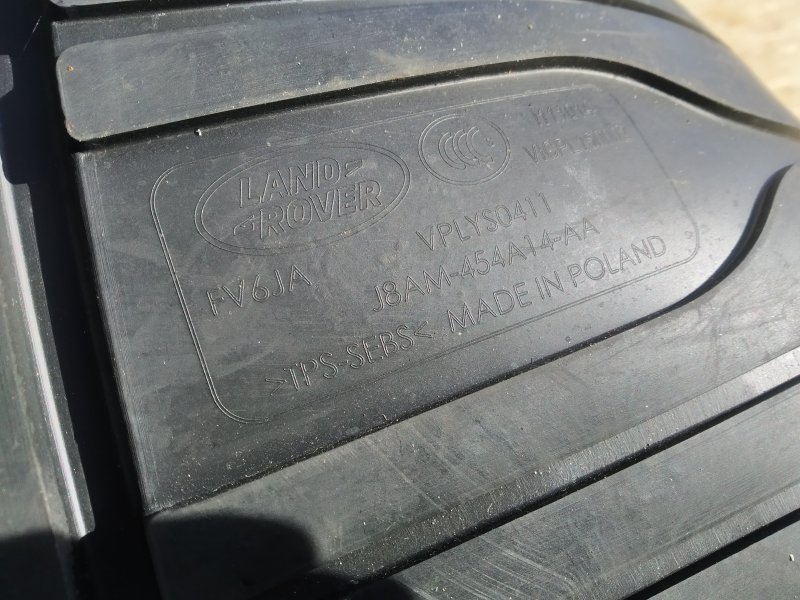 LAND-
ROVER
FV6JA
VPLYS0411
J8AM-454A14-AA
>TPS-SEBS< MADE IN POLAND